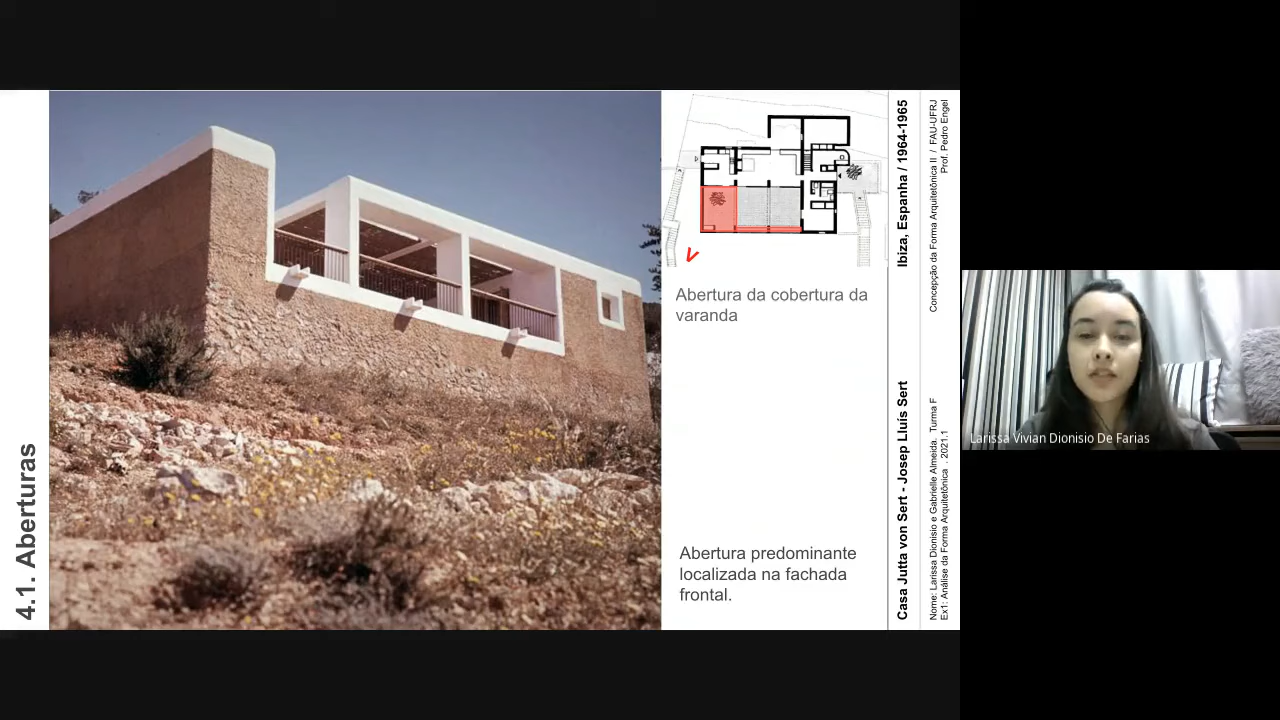 4.1. Aberturas
Abertura da cobertura da
varanda
Abertura predominante
localizada na fachada
frontal.
Casa Jutta von Sert - Josep Lluís Sert
Ibiza, Espanha / 1964-1965
Nome: Larissa Dionisio e Gabrielle Almeida. Turma F
Ex1: Análise da Forma Arquitetônica . 2021.1
Concepção da Forma Arquitetônica II / FAU-UFRJ
Prof. Pedro Engel
Larissa Vivian Dionisio De Farias